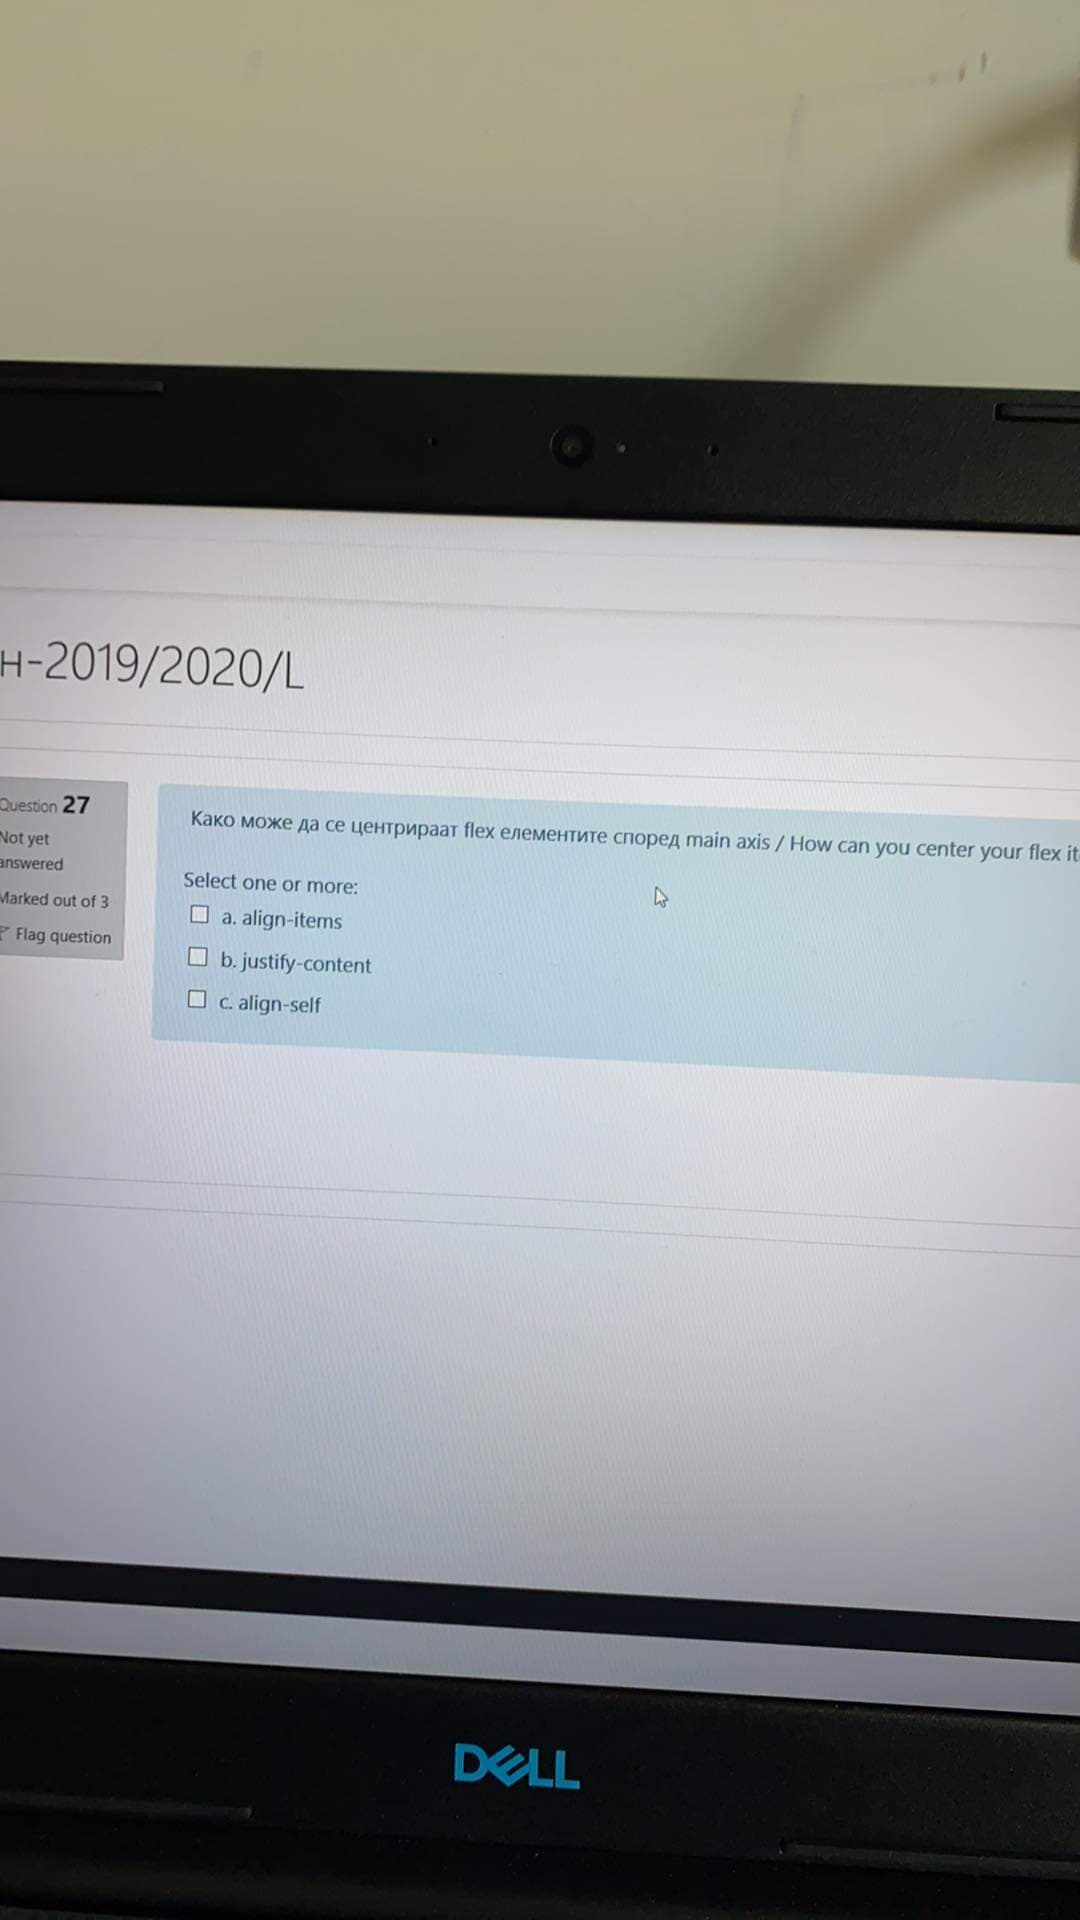 н-2019/2020/L
Question 27
Not yet
answered
Marked out of 3
Flag question
Како може да се центрираат flex елементите според main axis / How can you center your flex it
Select one or more:
a. align-items
b. justify-content
c. align-self
DELL